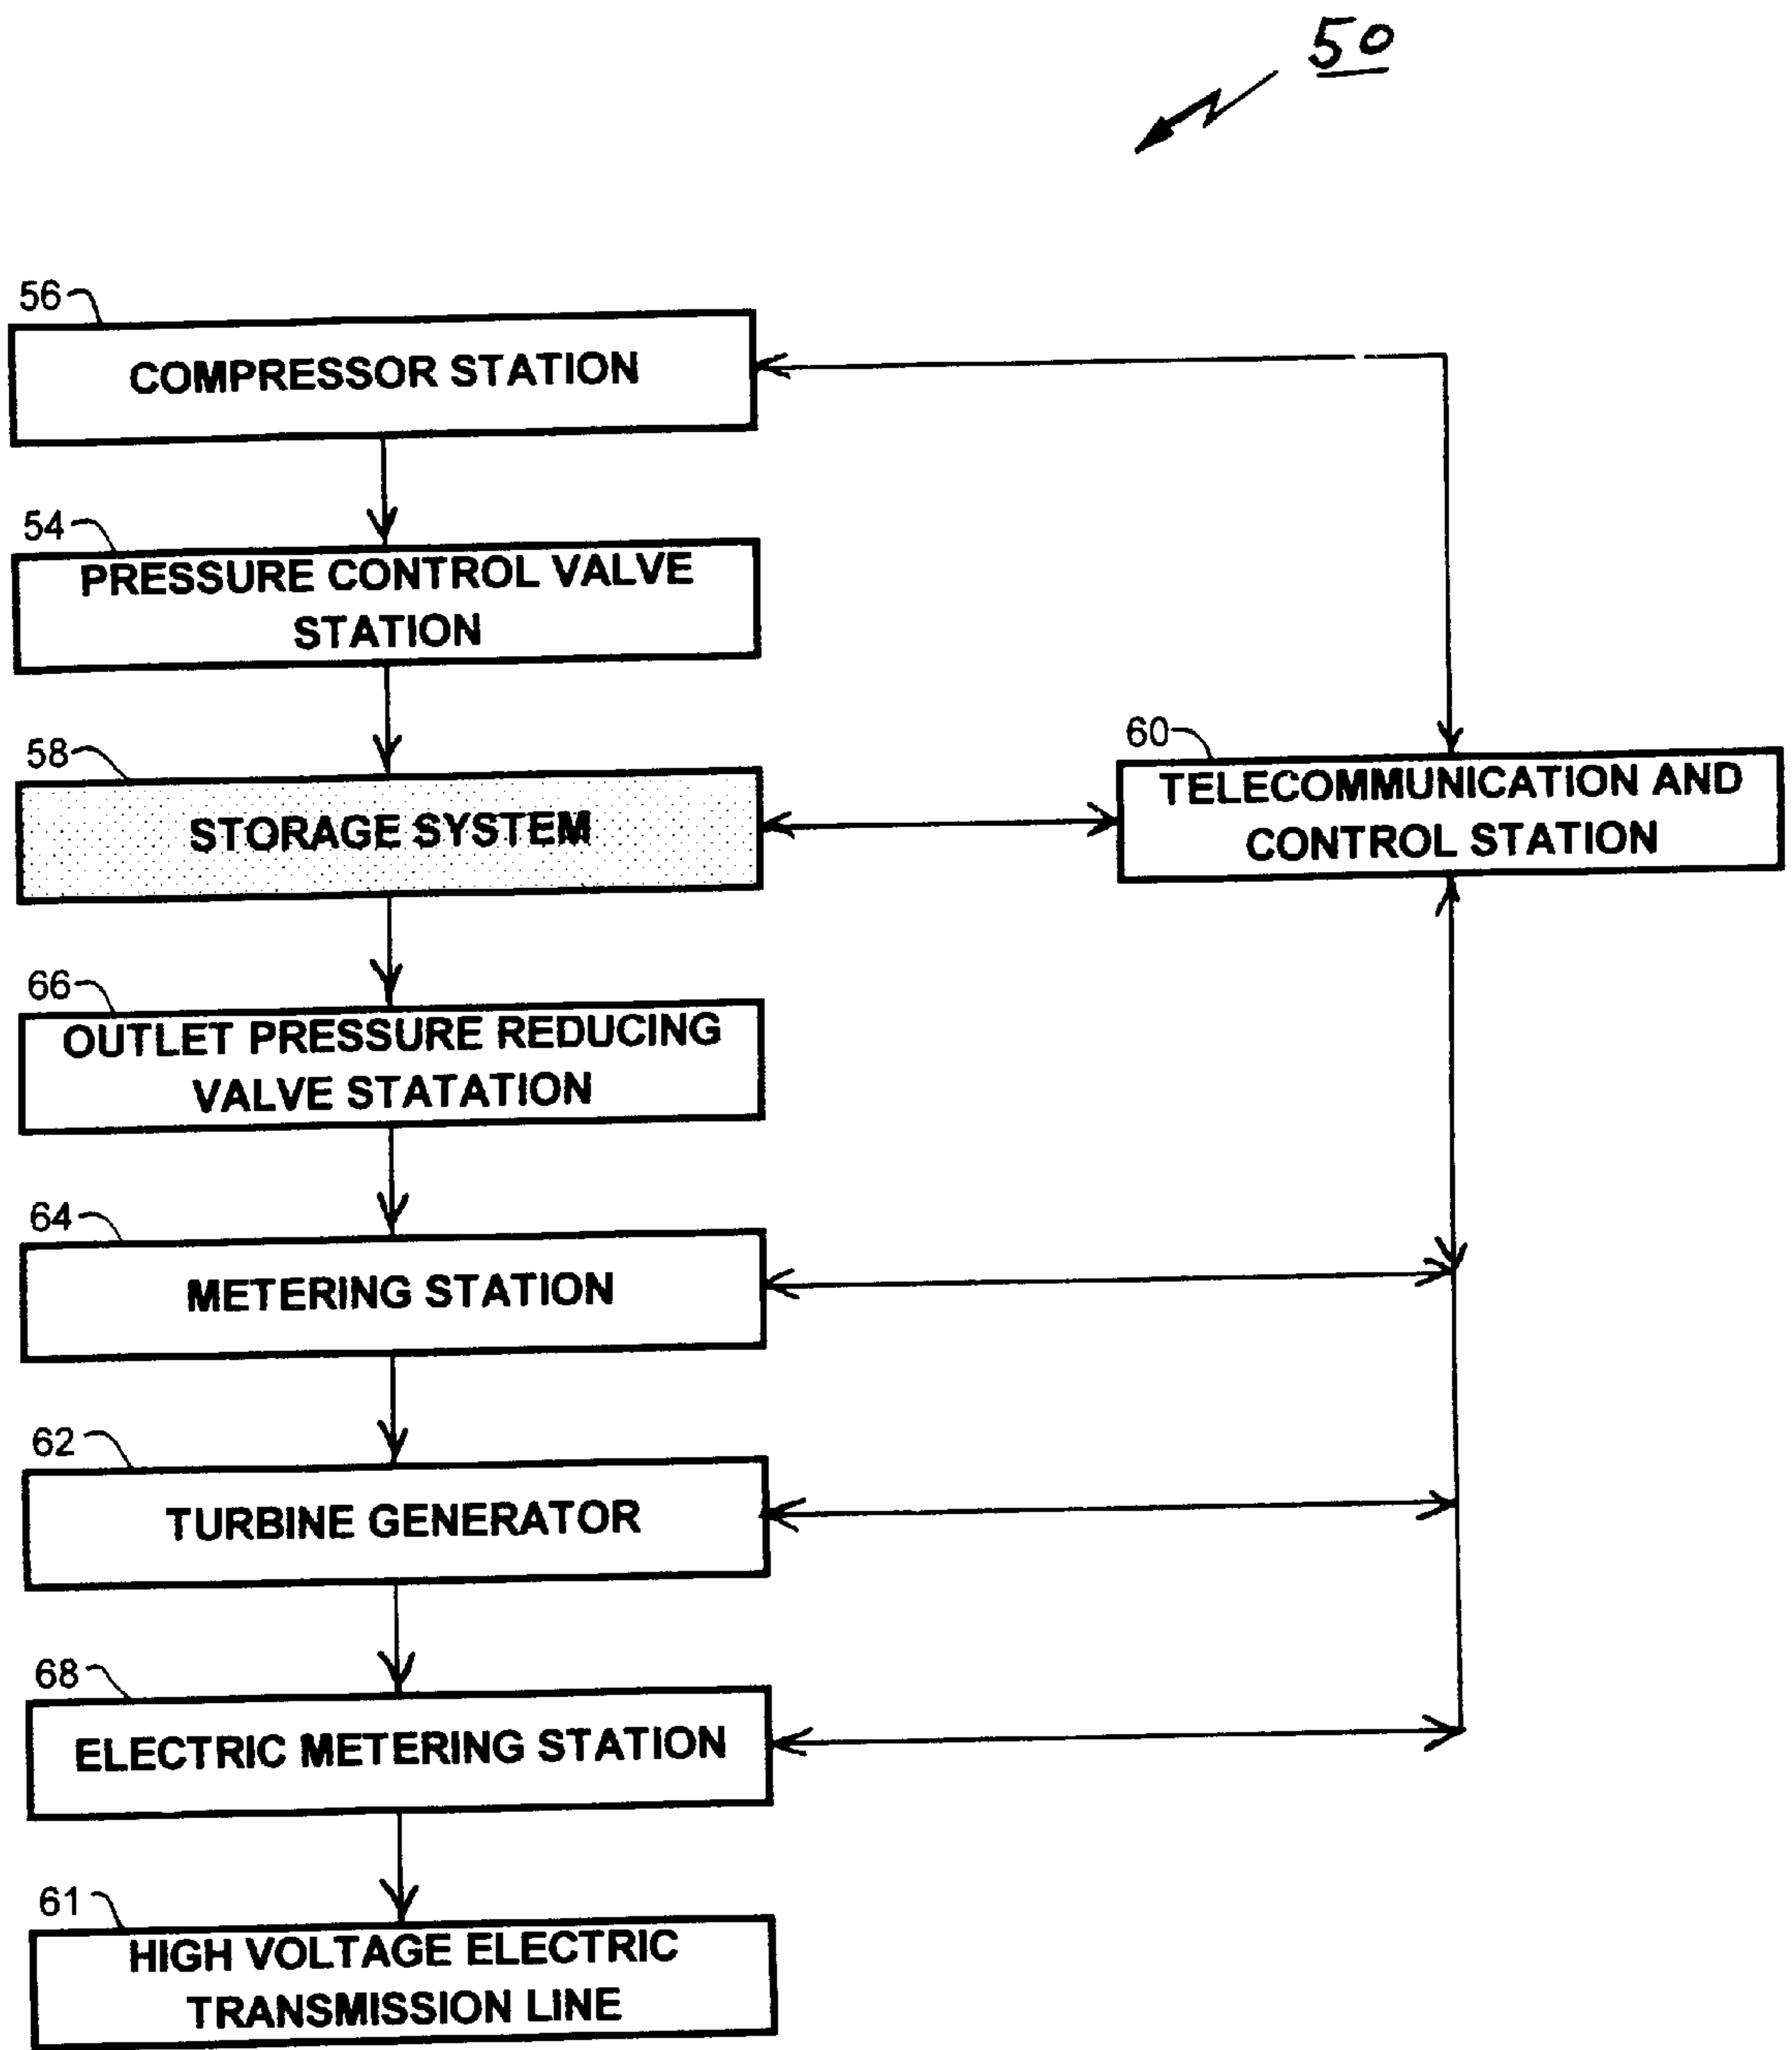 50
56
COMPRESSOR STATION
54
PRESSURE CONTROL VALVE
STATION
58
STORAGE SYSTEM
60
TELECOMMUNICATION AND
CONTROL STATION
66
OUTLET PRESSURE REDUCING
VALVE STATATION
64
METERING STATION
62
TURBINE GENERATOR
68
ELECTRIC METERING STATION
61
HIGH VOLTAGE ELECTRIC
TRANSMISSION LINE